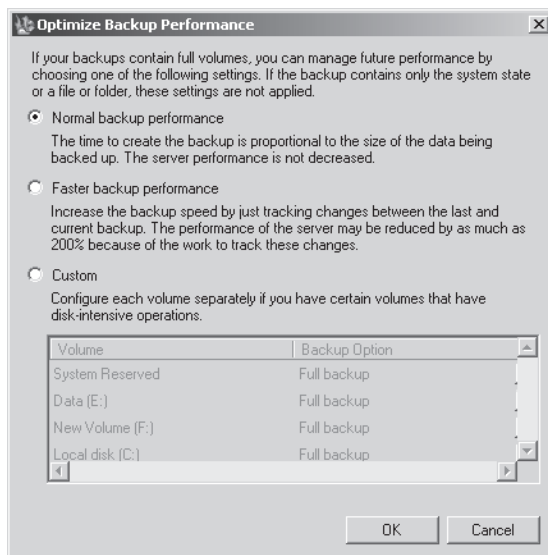 Optimize Backup Performance
If your backups contain full volumes, you can manage future performance by
choosing one of the following settings. If the backup contains only the system state
or a file or folder, these settings are not applied.
Normal backup performance
The time to create the backup is proportional to the size of the data being
backed up. The server performance is not decreased.
Faster backup performance
Increase the backup speed by just tracking changes between the last and
current backup. The performance of the server may be reduced by as much as
200% because of the work to track these changes.
Custom
Configure each volume separately if you have certain volumes that have
disk-intensive operations.
Volume Backup Option
System Reserved Full backup
Data (E:) Full backup
New Volume (F:) Full backup
Local disk (C:) Full backup
OK Cancel